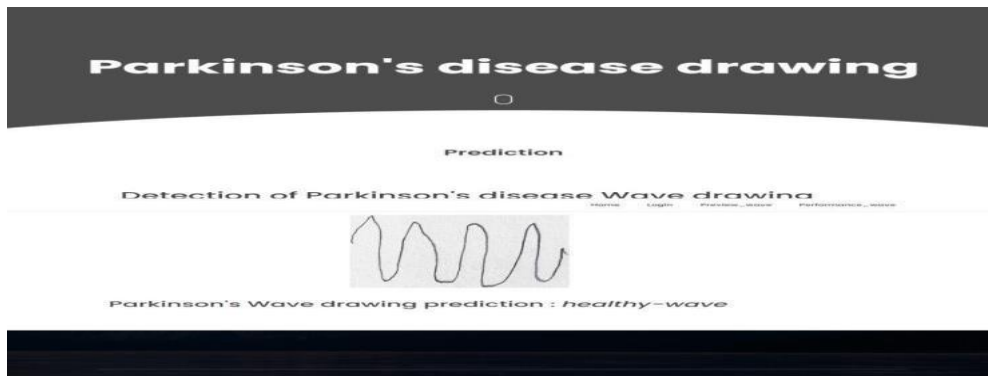 Parkinson's disease drawing
Prediction
Detection of Parkinson's disease Wave drawing
Home Login Preview_wave Performance_wave
Parkinson's Wave drawing prediction : healthy-wave